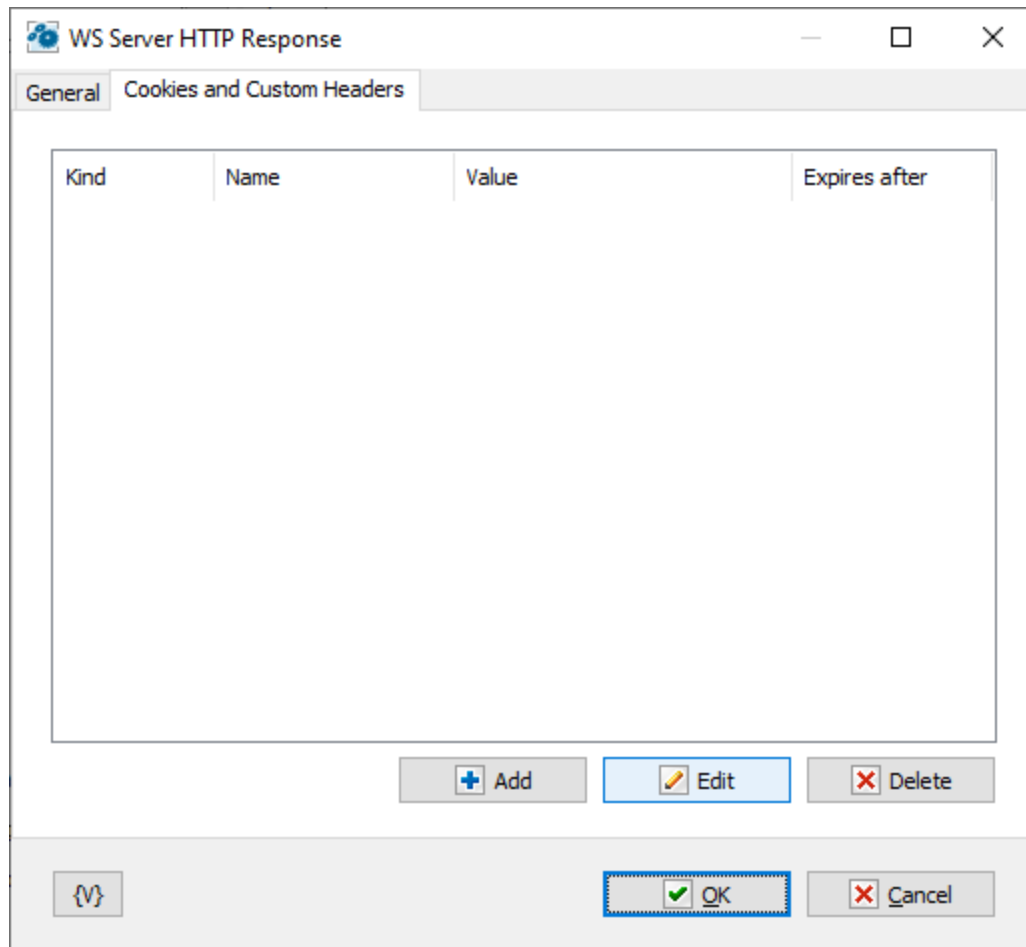 WS Server HTTP Response
General Cookies and Custom Headers
Kind Name Value Expires after
Add Edit Delete
{V} OK Cancel